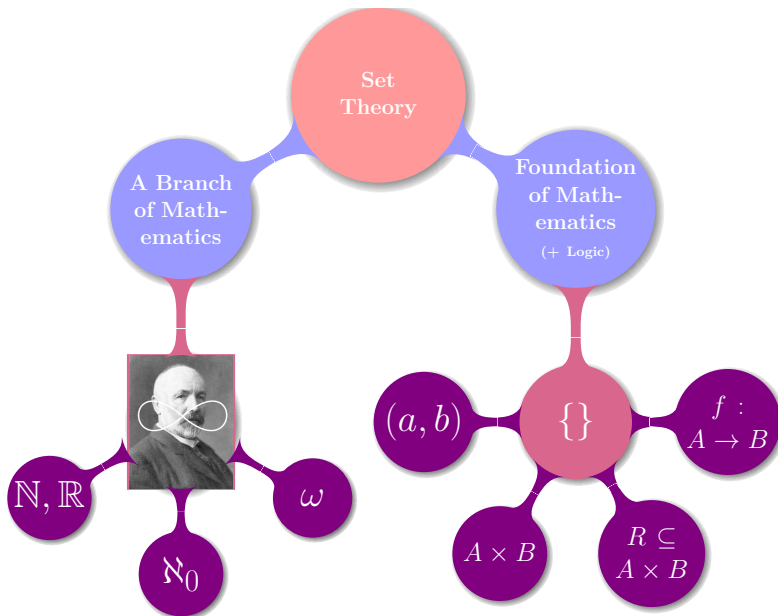 Set
Theory
A Branch
of Math-
ematics
Foundation
of Math-
ematics
(+ Logic)
∞
ℕ, ℝ
ℵ₀
ω
{}
(a, b)
A × B
R ⊆
A × B
f :
A → B